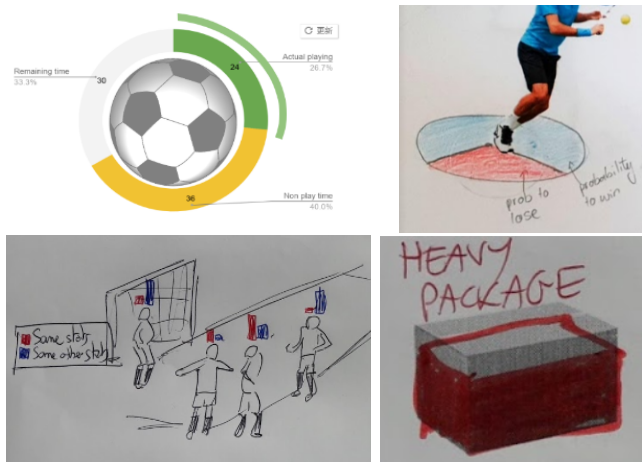 更新
Actual playing
24
26.7%
Remaining time
30
33.3%
Non play time
36
40.0%
prob to
lose
probability
to win
Some stats
Some other stats
HEAVY
PACKAGE